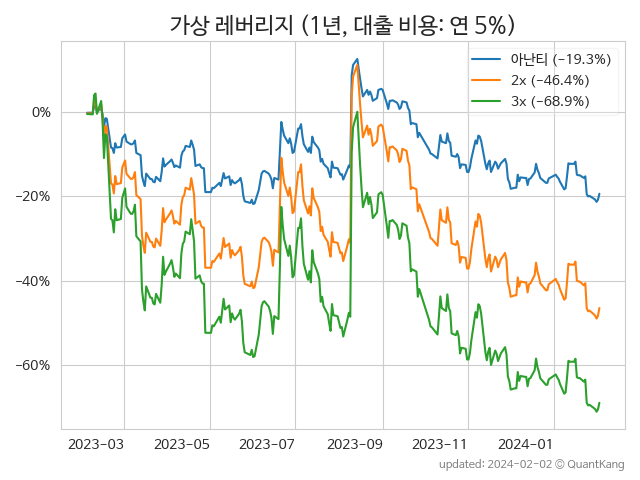 가상 레버리지 (1년, 대출 비용: 연 5%)
아난티 (−19.3%)
2x (−46.4%)
3x (−68.9%)
0%
−20%
−40%
−60%
2023−03 2023−05 2023−07 2023−09 2023−11 2024−01
updated: 2024−02−02 © QuantKang